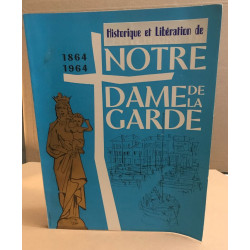 Historique et Libération de
1864
1964
NOTRE
DAME DE
LA
GARDE